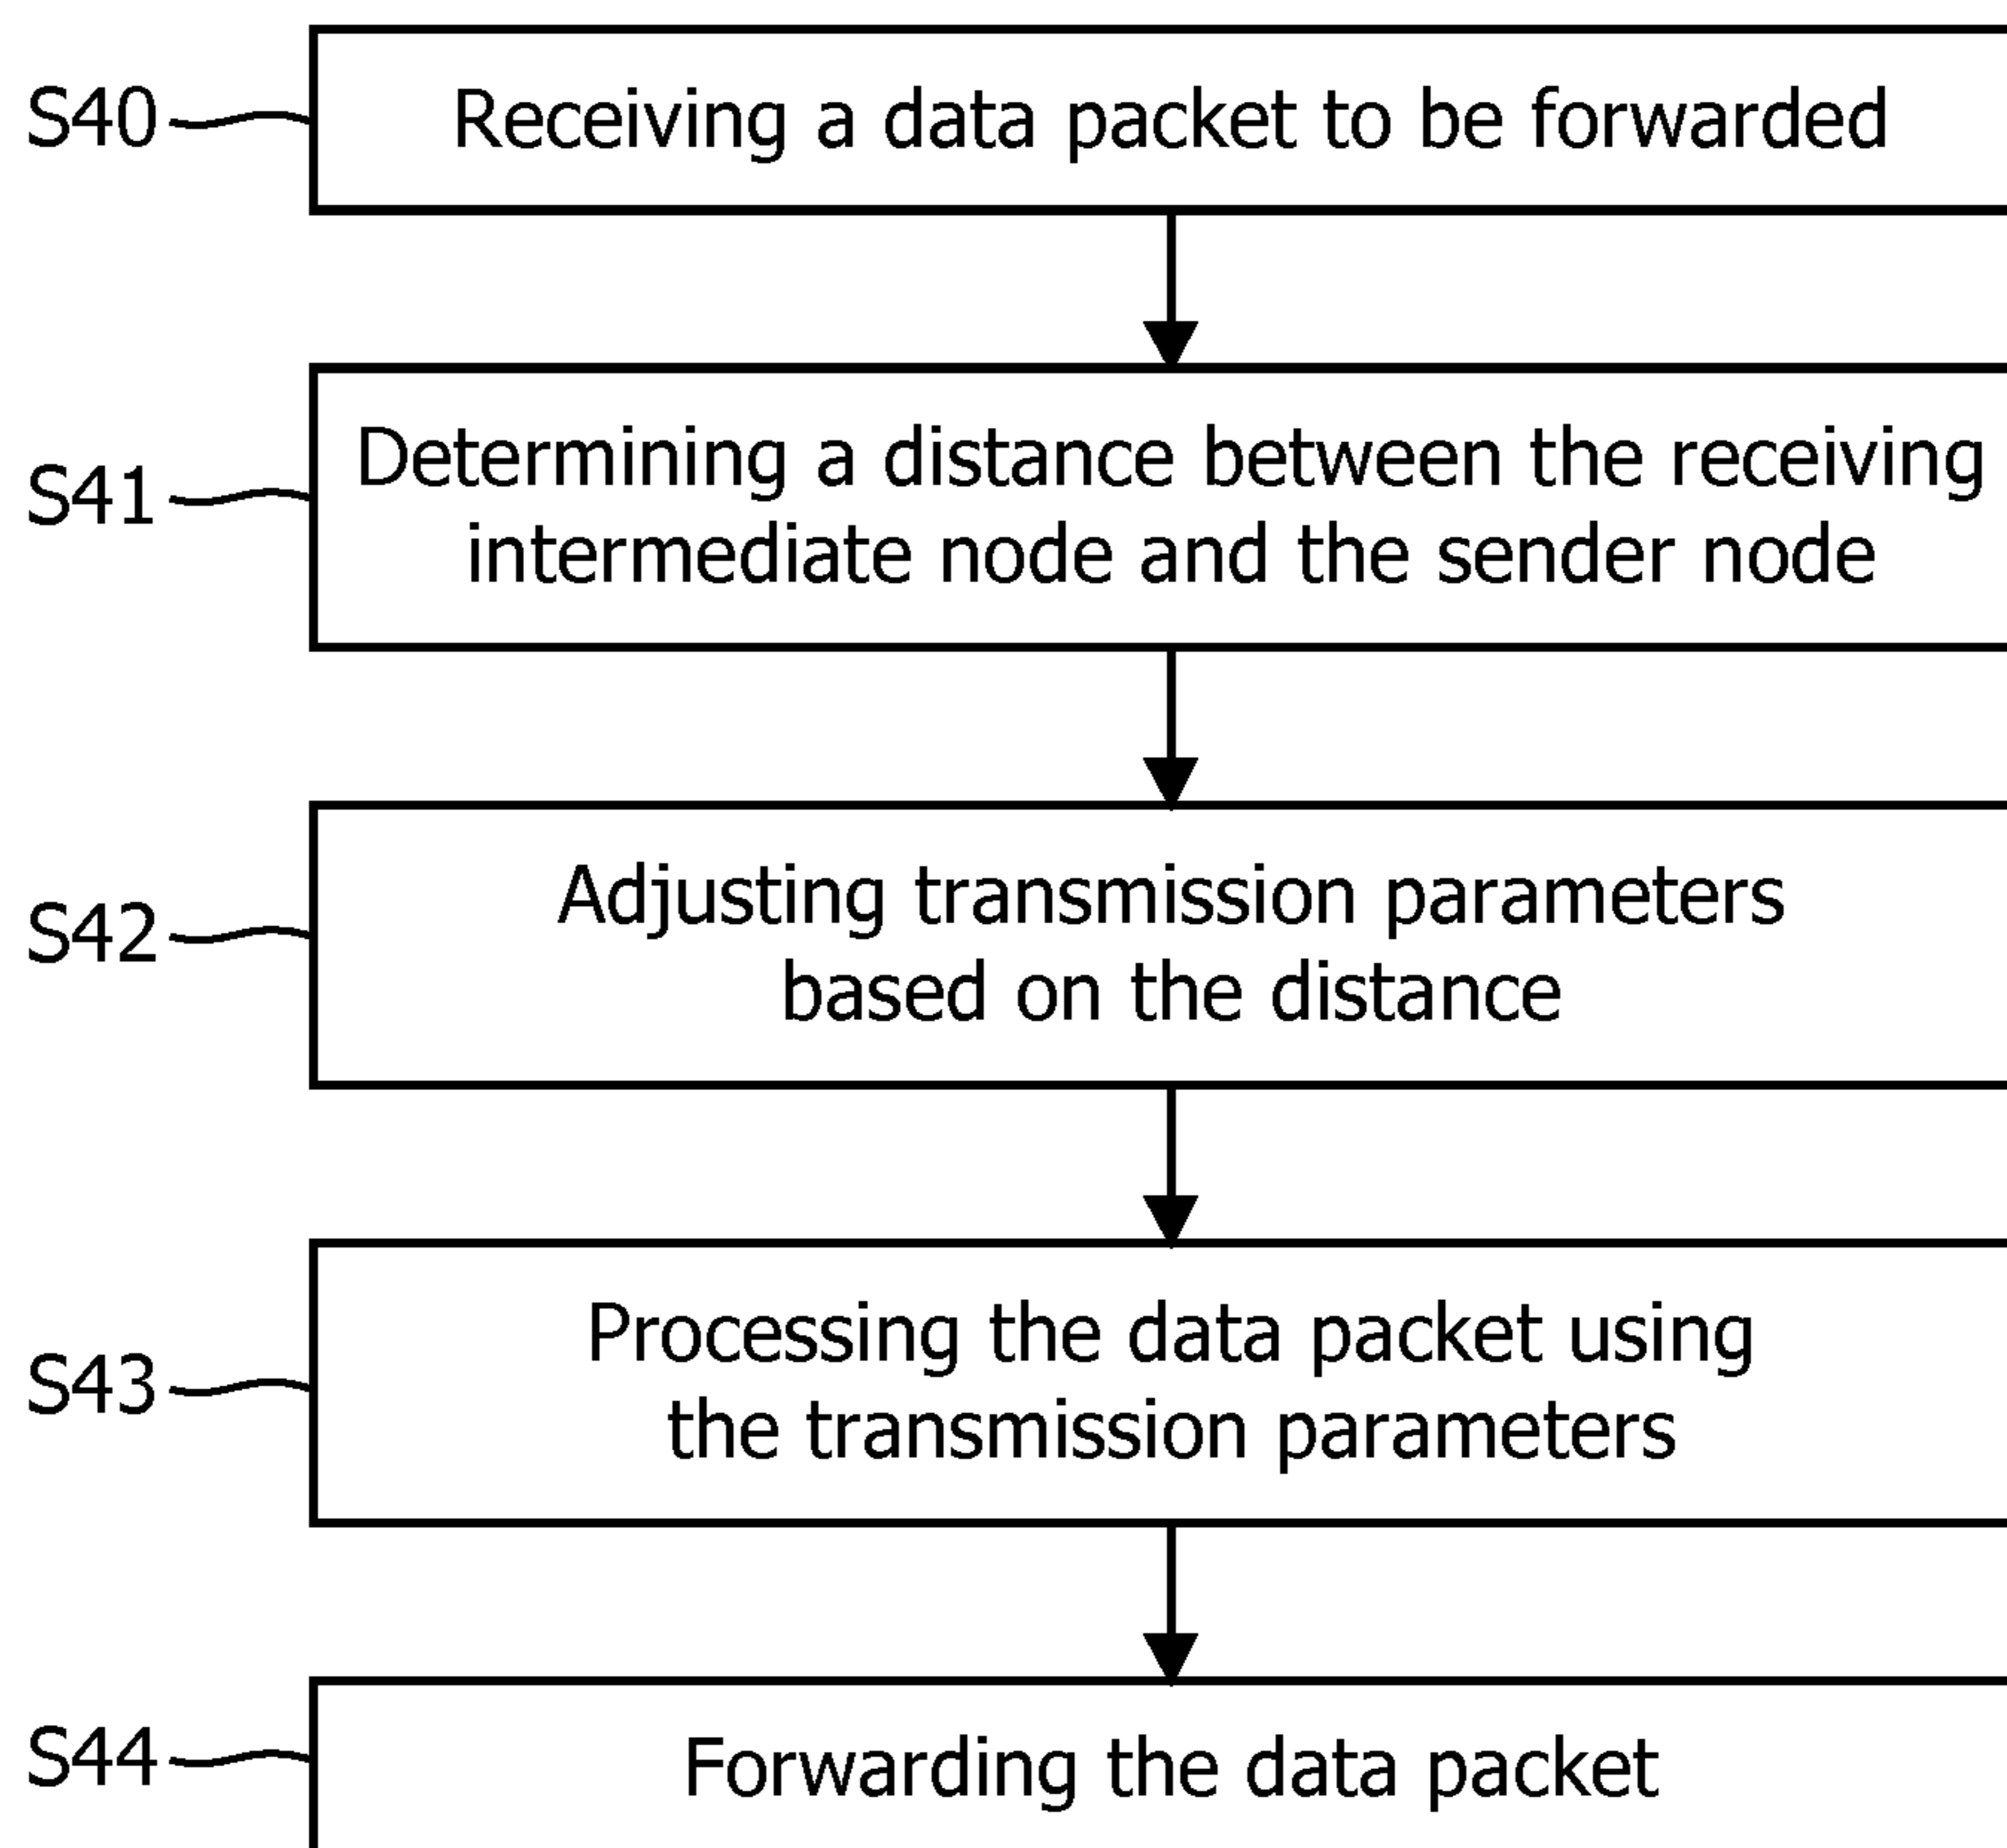 S40
Receiving a data packet to be forwarded
S41
Determining a distance between the receiving
intermediate node and the sender node
S42
Adjusting transmission parameters
based on the distance
S43
Processing the data packet using
the transmission parameters
S44
Forwarding the data packet